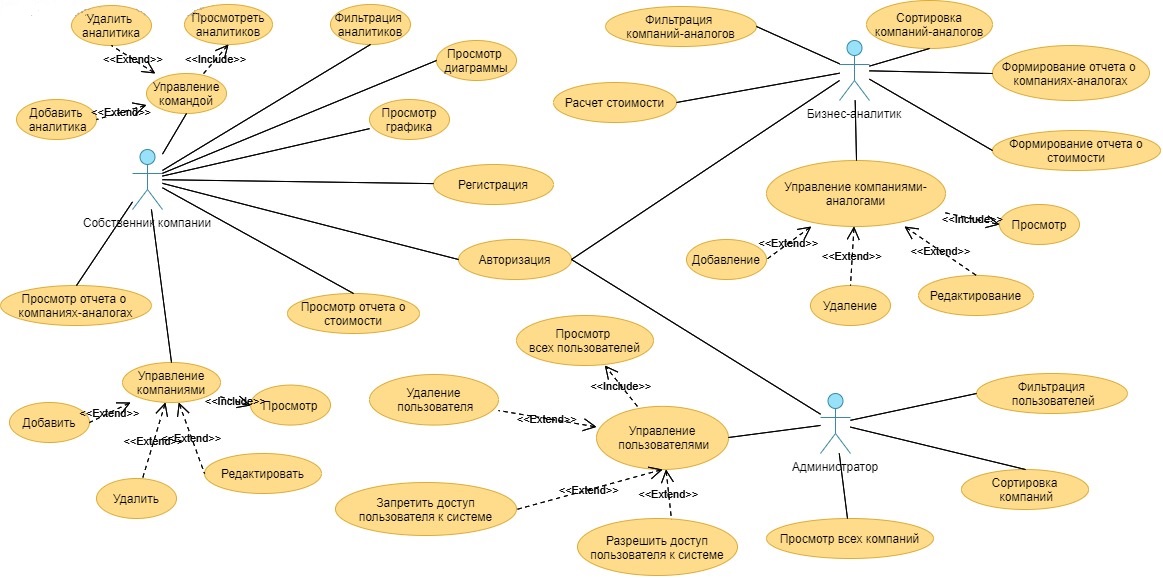 Удалить
аналитика
Просмотреть
аналитиков
Фильтрация
аналитиков
<<Extend>>
<<Include>>
Управление
командой
Просмотр
диаграммы
Добавить
аналитика
<<Extend>>
Просмотр
графика
Регистрация
Собственник компании
Авторизация
Просмотр отчета о
компаниях-аналогах
Просмотр отчета о
стоимости
Управление
компаниями
Добавить
<<Extend>>
<<Include>>
Просмотр
<<Extend>>
<<Extend>>
Удалить
Редактировать
Фильтрация
компаний-аналогов
Сортировка
компаний-аналогов
Расчет стоимости
Бизнес-аналитик
Формирование отчета о
компаниях-аналогах
Формирование отчета о
стоимости
Управление компаниями-
аналогами
<<Include>>
Просмотр
Добавление
<<Extend>>
<<Extend>>
<<Extend>>
Удаление
Редактирование
Просмотр
всех пользователей
<<Include>>
Удаление
пользователя
<<Extend>>
Управление
пользователями
Запретить доступ
пользователя к системе
<<Extend>>
<<Extend>>
Разрешить доступ
пользователя к системе
Администратор
Фильтрация
пользователей
Сортировка
компаний
Просмотр всех компаний